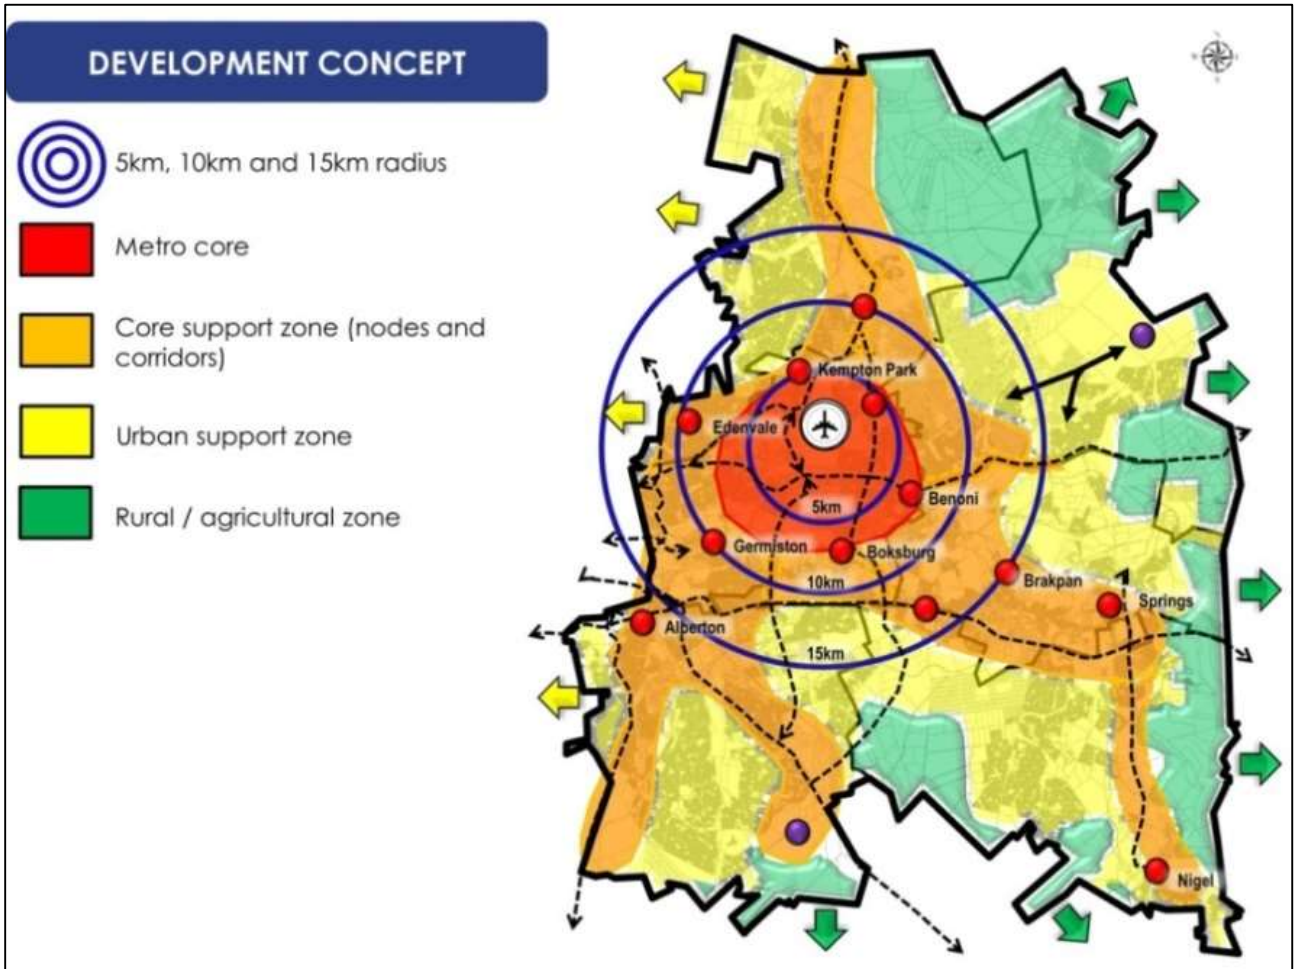 DEVELOPMENT CONCEPT
5km, 10km and 15km radius
Metro core
Core support zone (nodes and
corridors)
Urban support zone
Rural / agricultural zone
Kempton Park
Edenvale
Benoni
5km
Germiston
Boksburg
10km
Brakpan
Springs
Alberton
15km
Nigel